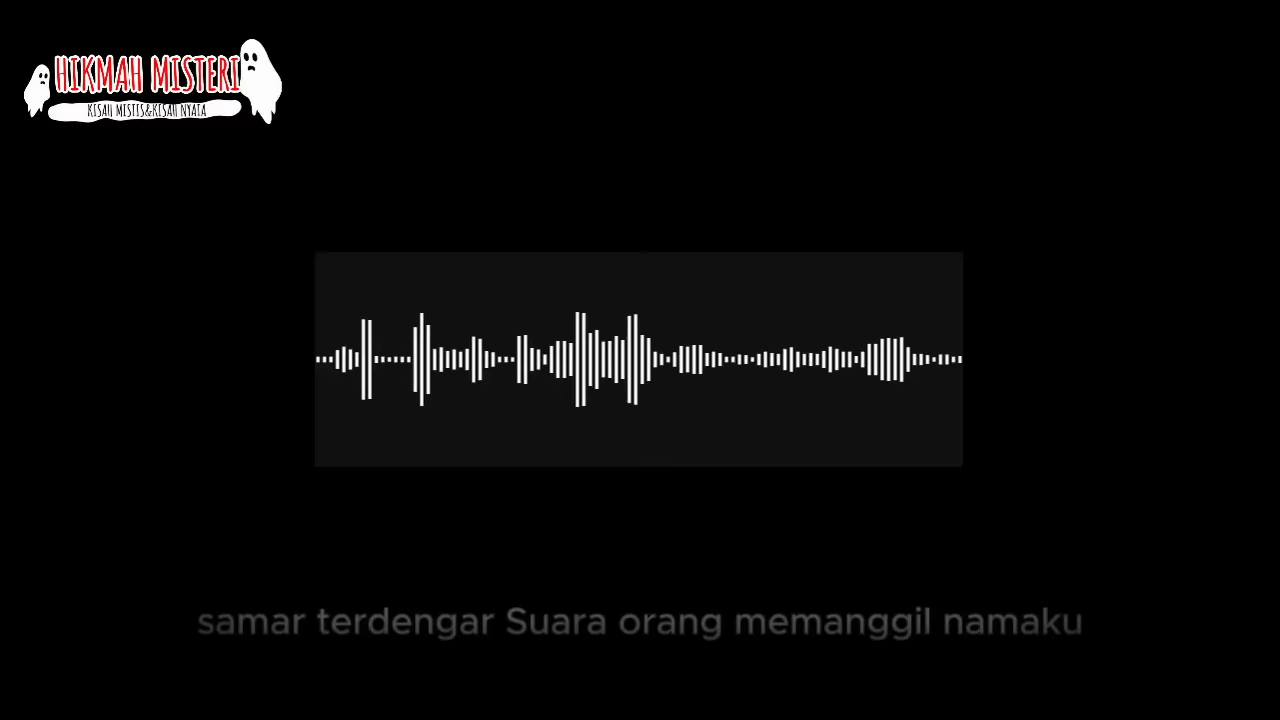 HIKMAH MISTERI
KISAH MISTIS&KISAH NYATA
samar terdengar Suara orang memanggil namaku